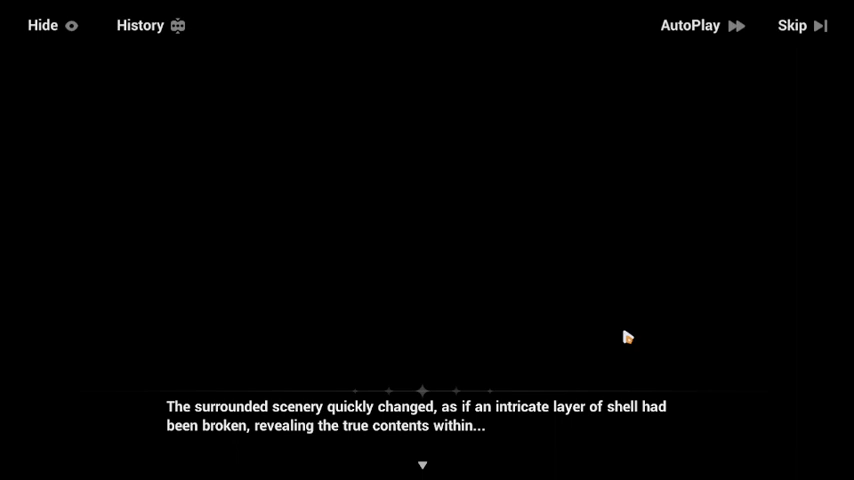 Hide
History
AutoPlay
Skip
The surrounded scenery quickly changed, as if an intricate layer of shell had
been broken, revealing the true contents within...